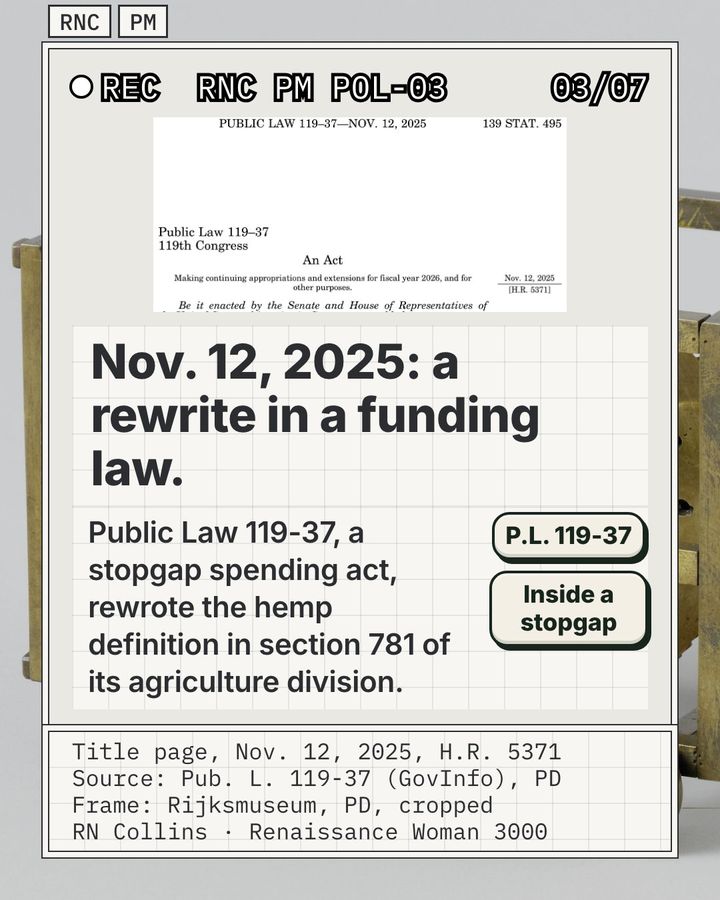 RNC PM
REC RNC PM POL-03 03/07
PUBLIC LAW 119–37—NOV. 12, 2025 139 STAT. 495
Public Law 119–37
119th Congress
An Act
Making continuing appropriations and extensions for fiscal year 2026, and for
other purposes.
Nov. 12, 2025
[H.R. 5371]
Be it enacted by the Senate and House of Representatives of
Nov. 12, 2025: a
rewrite in a funding
law.
Public Law 119-37, a
stopgap spending act,
rewrote the hemp
definition in section 781 of
its agriculture division.
P.L. 119-37
Inside a
stopgap
Title page, Nov. 12, 2025, H.R. 5371
Source: Pub. L. 119-37 (GovInfo), PD
Frame: Rijksmuseum, PD, cropped
RN Collins · Renaissance Woman 3000